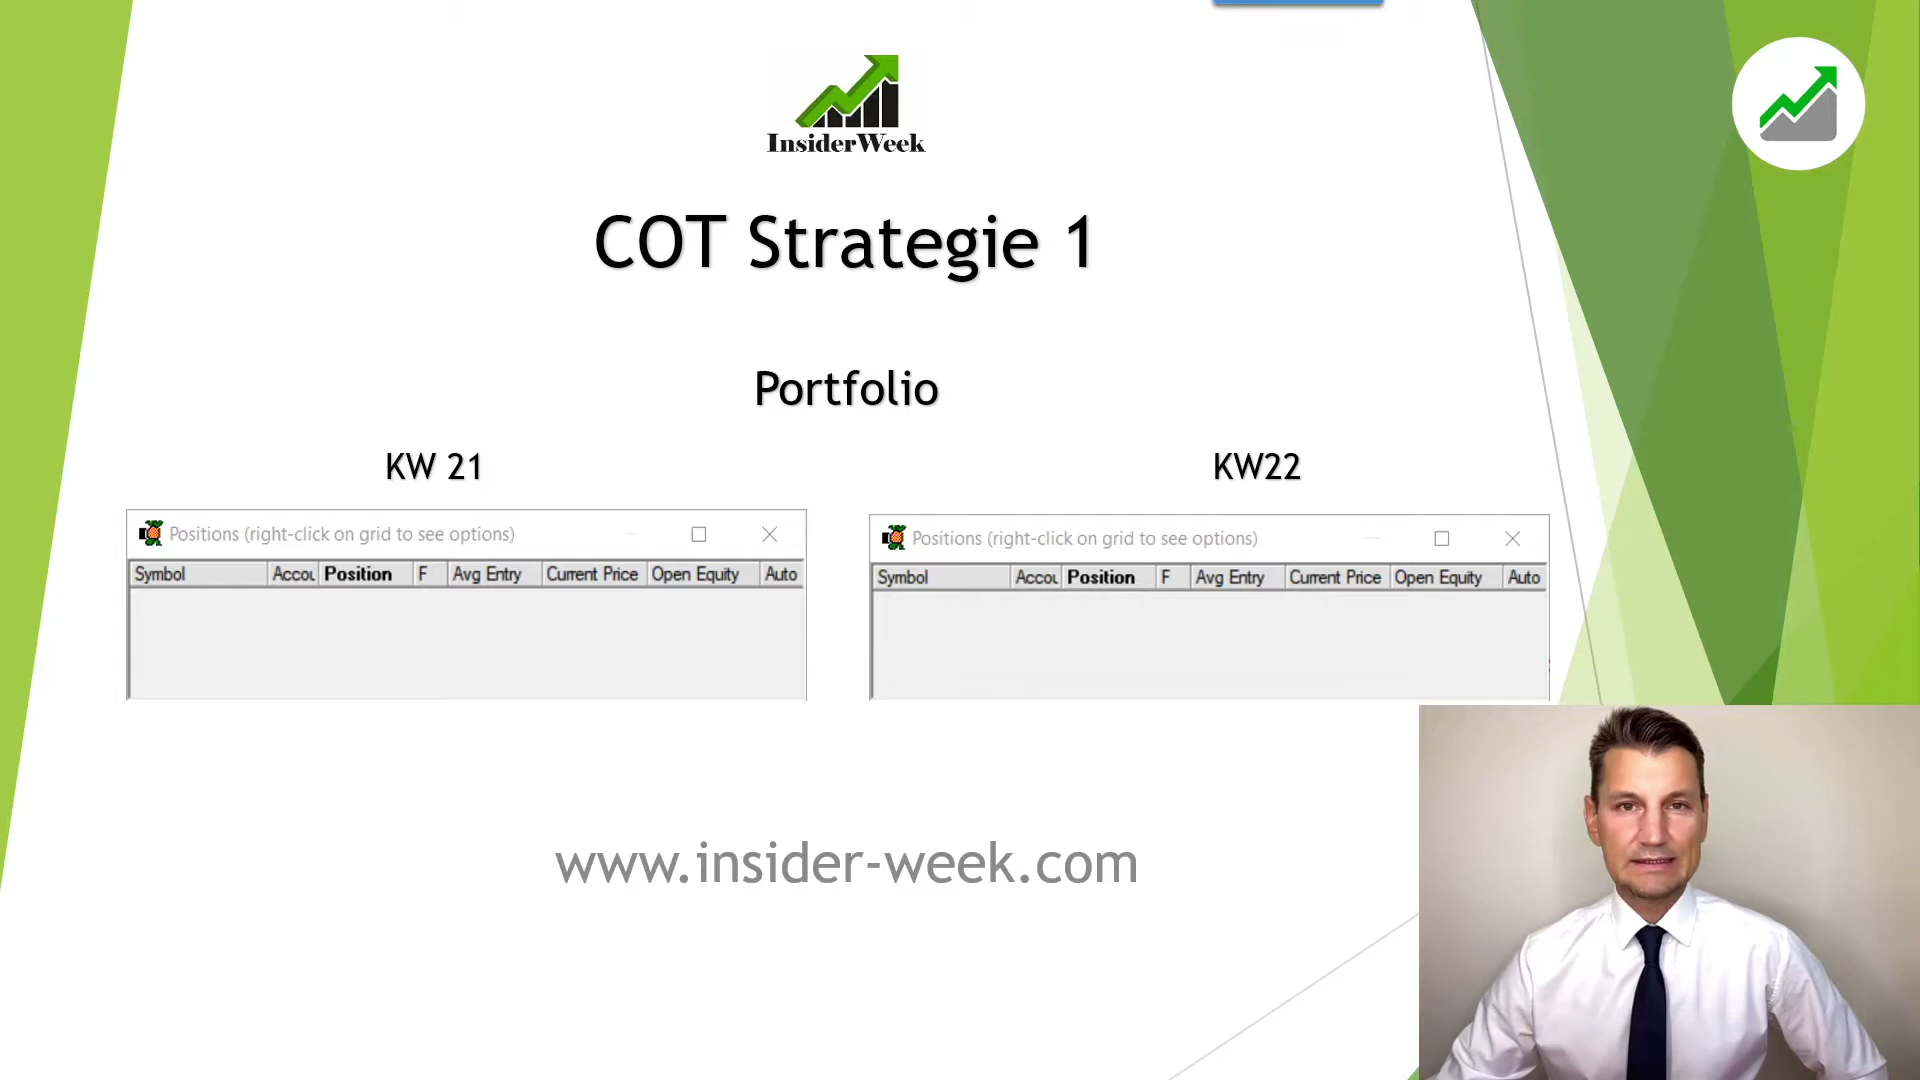 InsiderWeek
COT Strategie 1
Portfolio
KW 21
KW22
Positions (right-click on grid to see options)
Symbol Accou Position F Avg Entry Current Price Open Equity Auto
Positions (right-click on grid to see options)
Symbol Accou Position F Avg Entry Current Price Open Equity Auto
www.insider-week.com